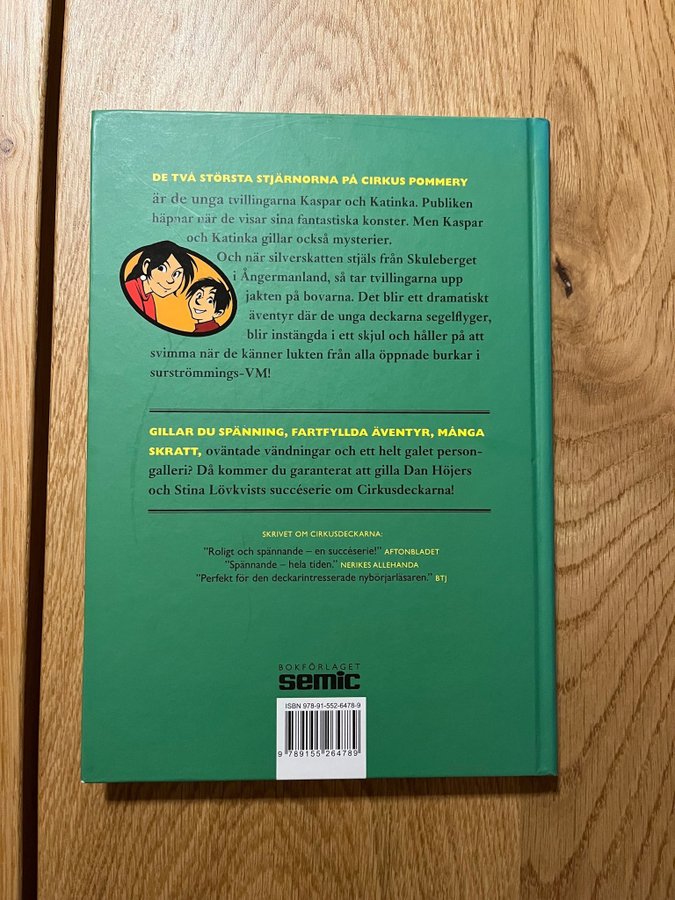 DE TVÅ STÖRSTA STJÄRNORNA PÅ CIRKUS POMMERY
är de unga tvillingarna Kaspar och Katinka. Publiken
häpnar när de visar sina fantastiska konster. Men Kaspar
och Katinka gillar också mysterier.
Och när silverskatten stjäls från Skuleberget
i Ångermanland, så tar tvillingarna upp
jakten på bovarna. Det blir ett dramatiskt
äventyr där de unga deckarna segelflyger,
blir instängda i ett skjul och håller på att
svimma när de känner lukten från alla öppnade burkar i
surströmmings-VM!
GILLAR DU SPÄNNING, FARTFYLLDA ÄVENTYR, MÅNGA
SKRATT, oväntade vändningar och ett helt galet person-
galleri? Då kommer du garanterat att gilla Dan Höjers
och Stina Lövkvists succéserie om Cirkusdeckarna!
SKRIVET OM CIRKUSDECKARNA:
”Roligt och spännande – en succéserie!” AFTONBLADET
”Spännande – hela tiden.” NERIKES ALLEHANDA
”Perfekt för den deckarintresserade nybörjarläsaren.” BTJ
BOKFÖRLAGET
semic
ISBN 978-91-552-6478-9
9 789155 264789